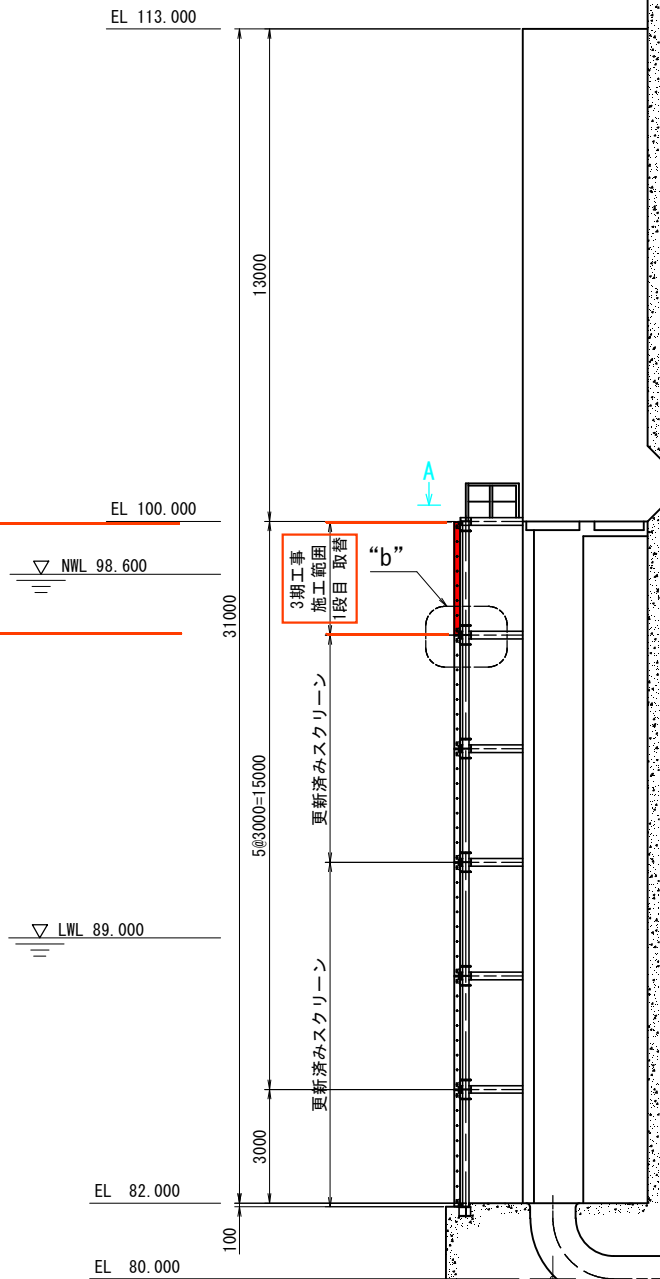 EL 113.000
13000
A
EL 100.000
NWL 98.600
3期工事
施工範囲
1段目 取替
“b”
31000
更新済みスクリーン
5@3000=15000
LWL 89.000
更新済みスクリーン
3000
EL 82.000
100
EL 80.000